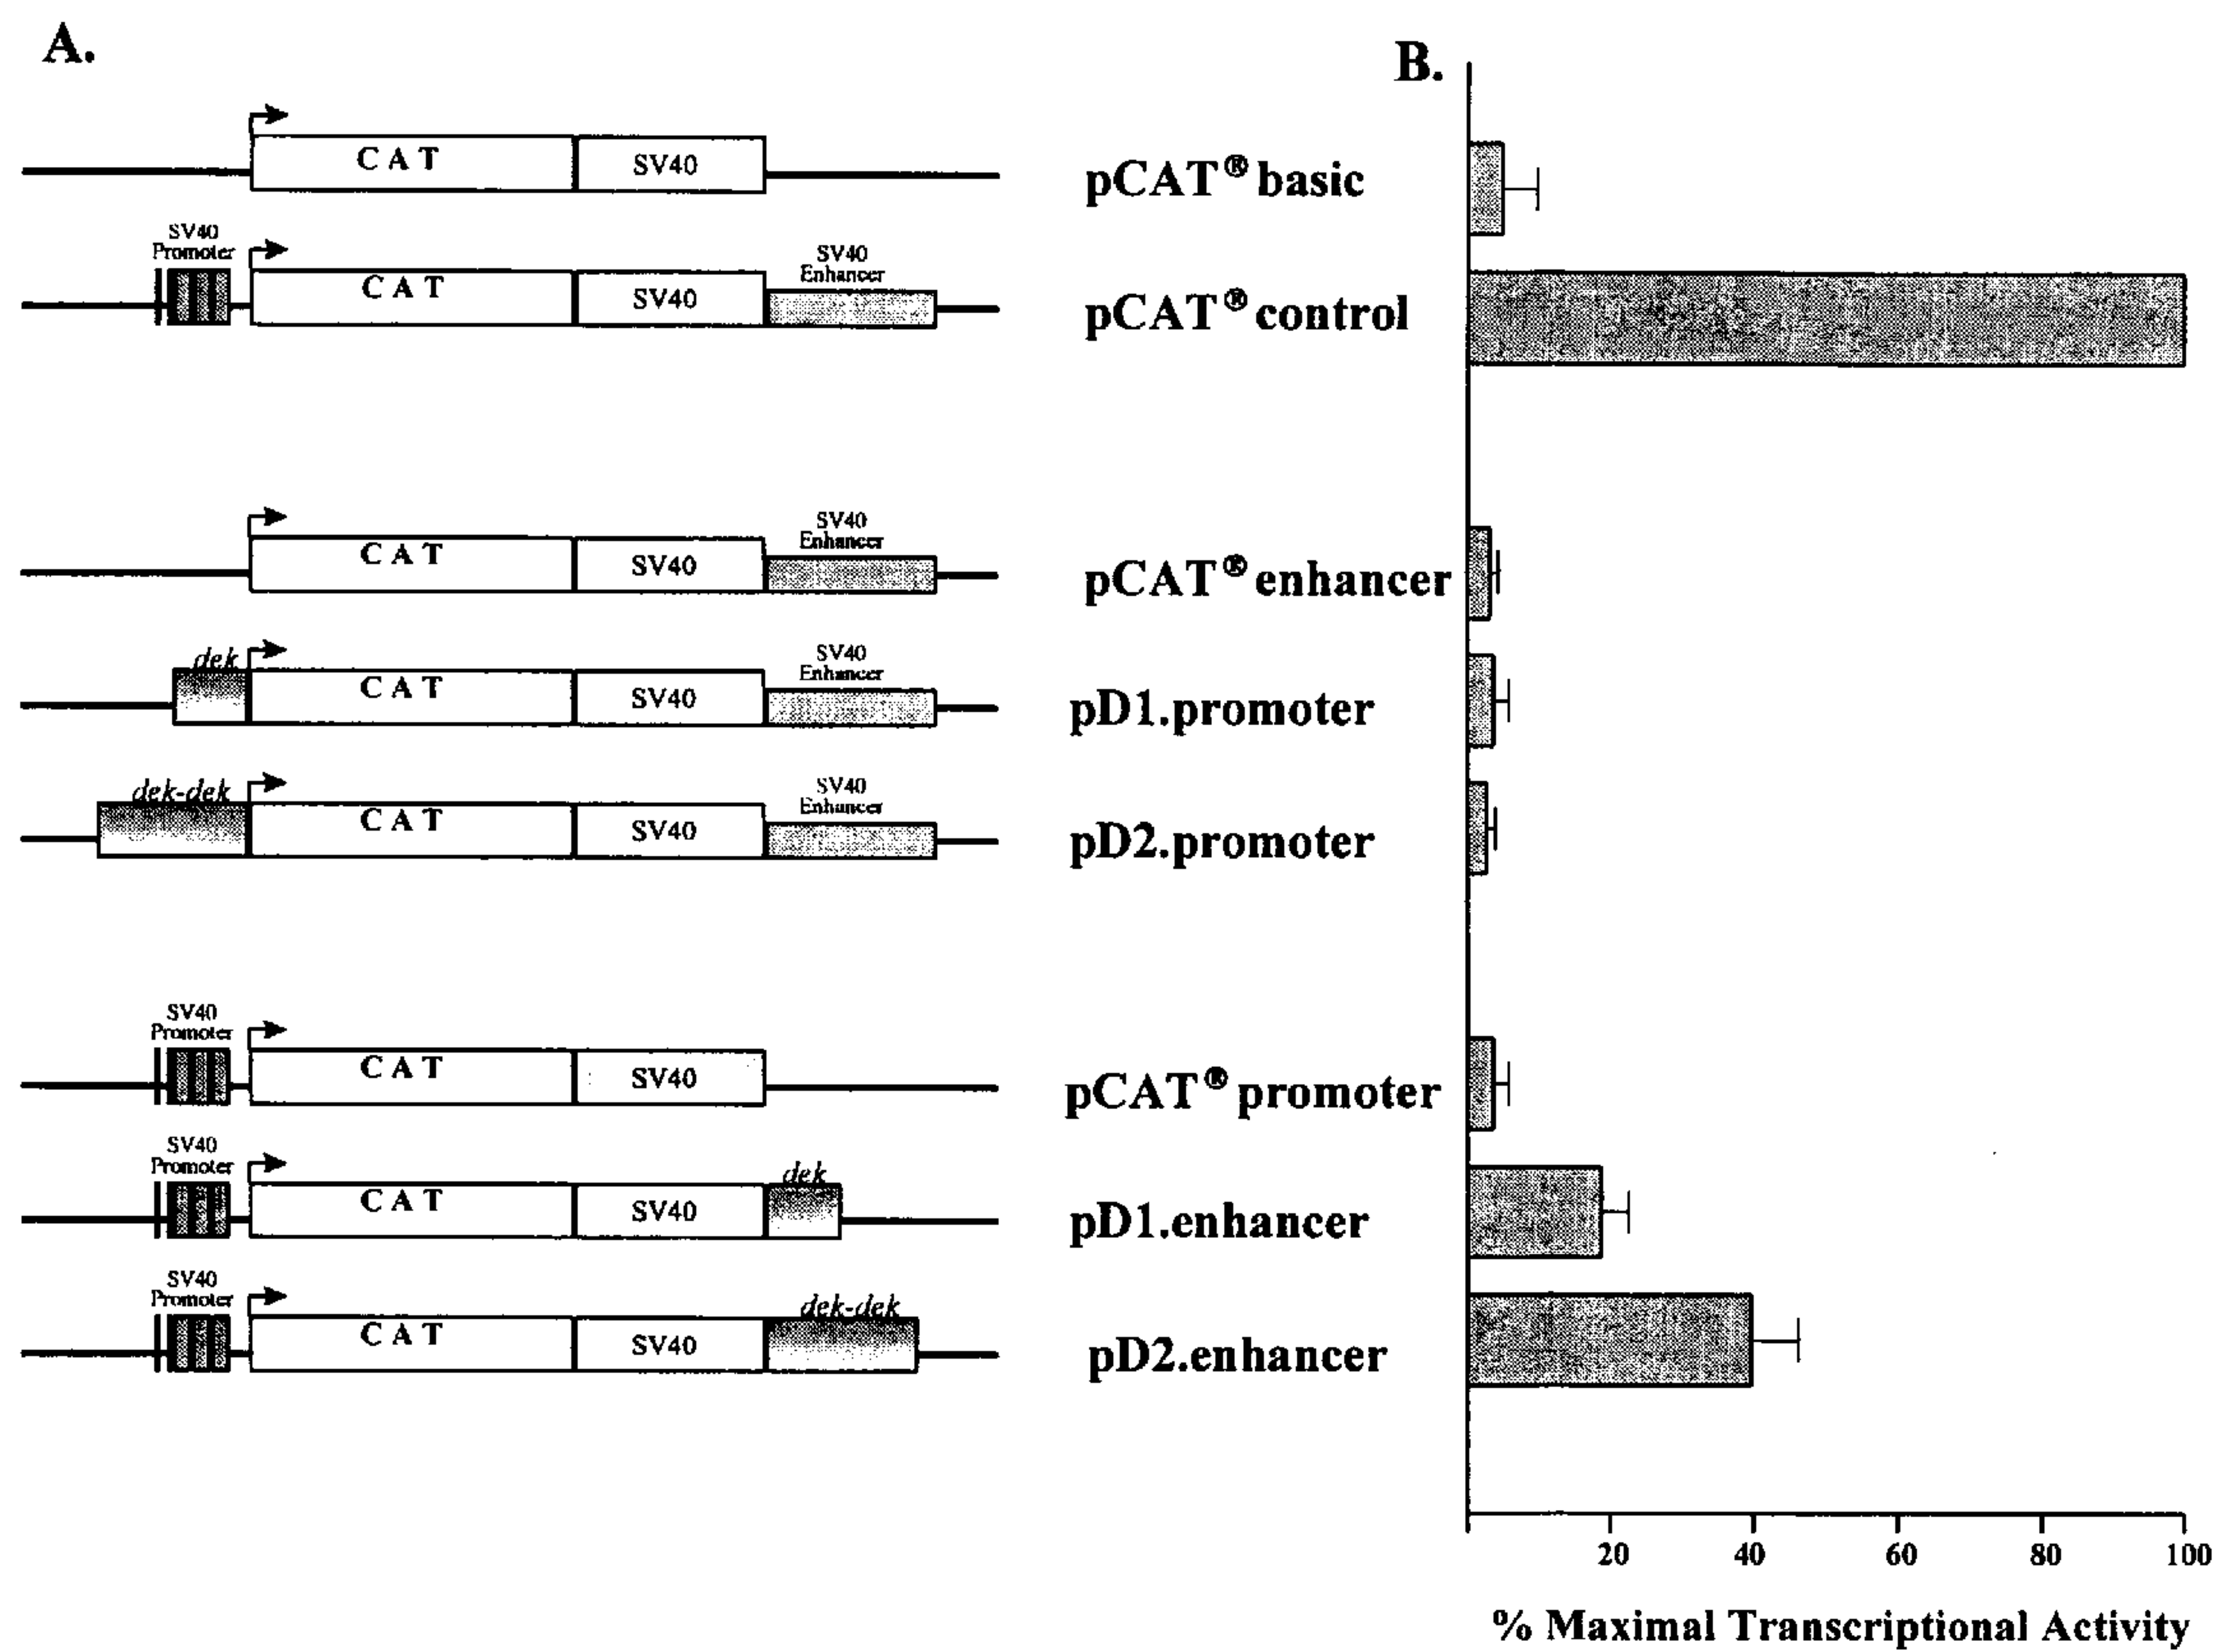 A.
B.
CAT SV40
pCAT® basic
SV40
Promoter
SV40
Enhancer
CAT SV40
pCAT® control
SV40
Enhancer
CAT SV40
pCAT® enhancer
dek
SV40
Enhancer
CAT SV40
pD1.promoter
dek-dek
SV40
Enhancer
CAT SV40
pD2.promoter
SV40
Promoter
CAT SV40
pCAT® promoter
SV40
Promoter
dek
CAT SV40
pD1.enhancer
SV40
Promoter
dek-dek
CAT SV40
pD2.enhancer
20 40 60 80 100
% Maximal Transcriptional Activity